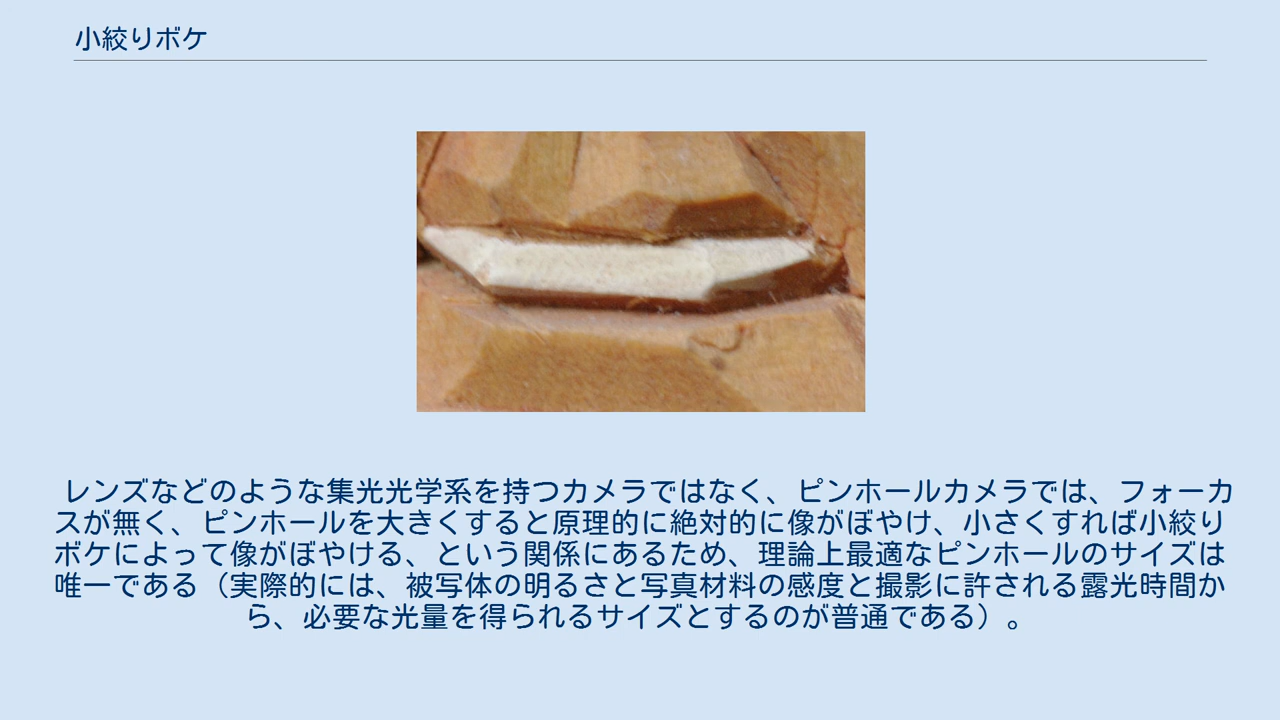 小絞りボケ
レンズなどのような集光光学系を持つカメラではなく、ピンホールカメラでは、フォーカ
スが無く、ピンホールを大きくすると原理的に絶対的に像がぼやけ、小さくすれば小絞り
ボケによって像がぼやける、という関係にあるため、理論上最適なピンホールのサイズは
唯一である（実際的には、被写体の明るさと写真材料の感度と撮影に許される露光時間か
ら、必要な光量を得られるサイズとするのが普通である）。